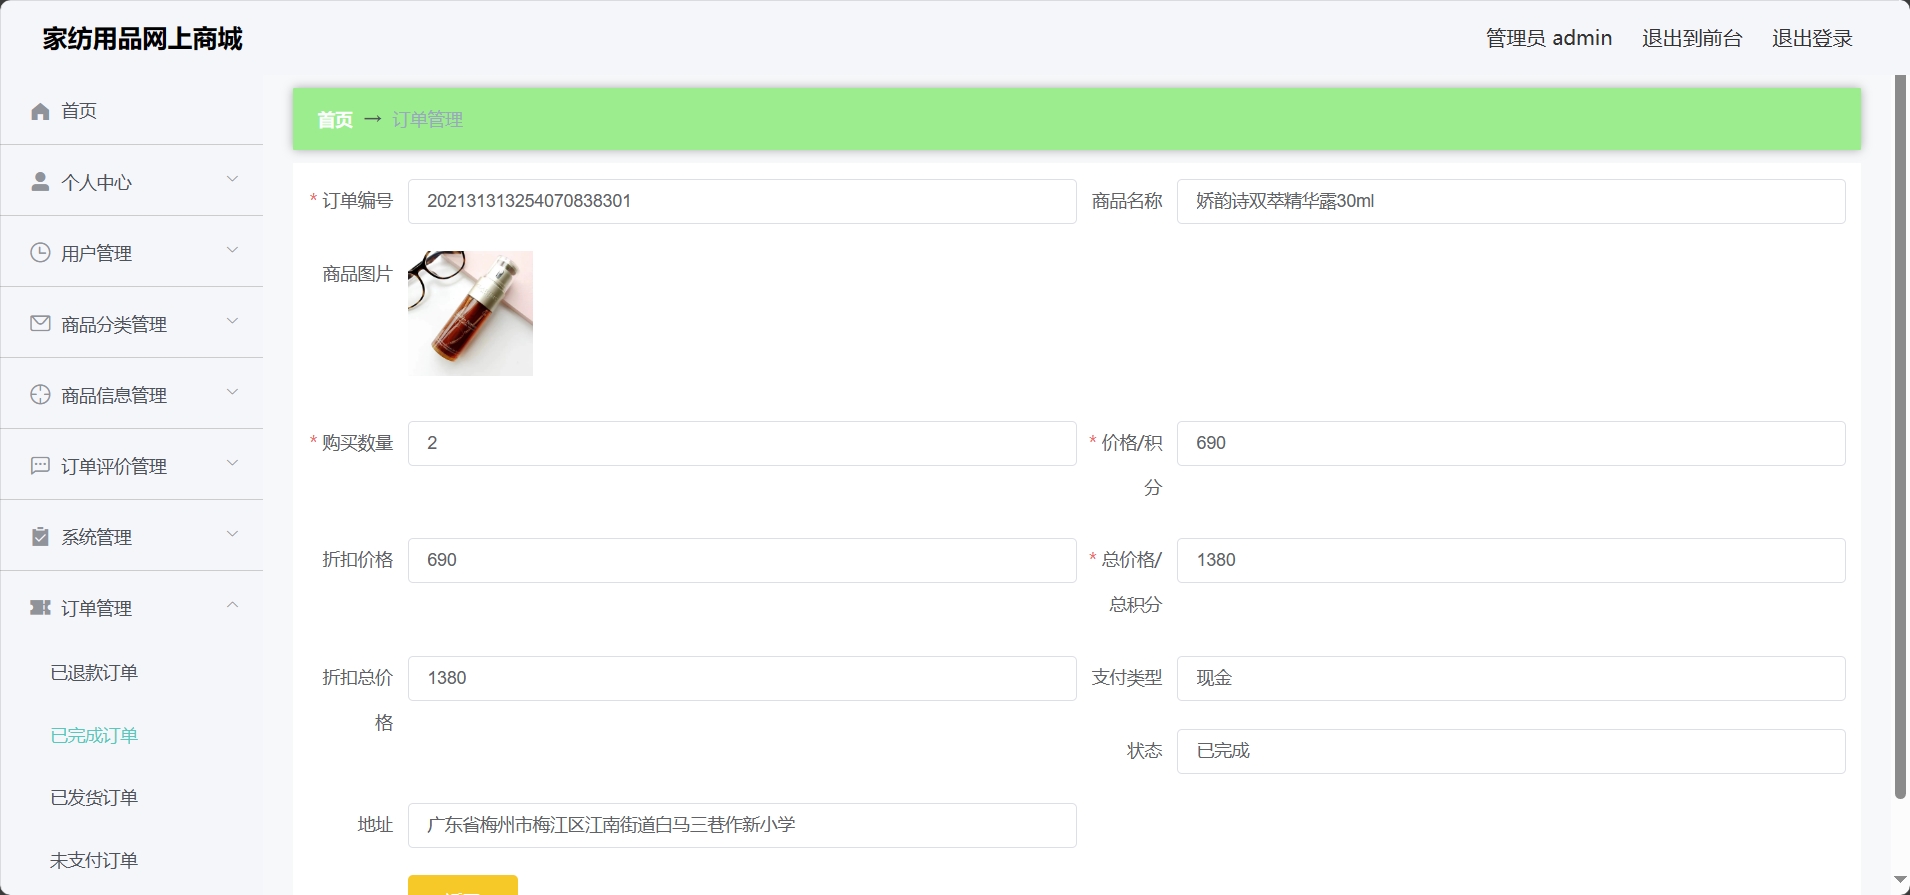 家纺用品网上商城
管理员 admin 退出到前台 退出登录
首页
个人中心
用户管理
商品分类管理
商品信息管理
订单评价管理
系统管理
订单管理
已退款订单
已完成订单
已发货订单
未支付订单
首页 → 订单管理
* 订单编号 202131313254070838301
商品名称 娇韵诗双萃精华露30ml
商品图片
* 购买数量 2
* 价格/积
分
690
折扣价格 690
* 总价格/
总积分
1380
折扣总价
格
1380
支付类型 现金
状态 已完成
地址 广东省梅州市梅江区江南街道白马三巷作新小学